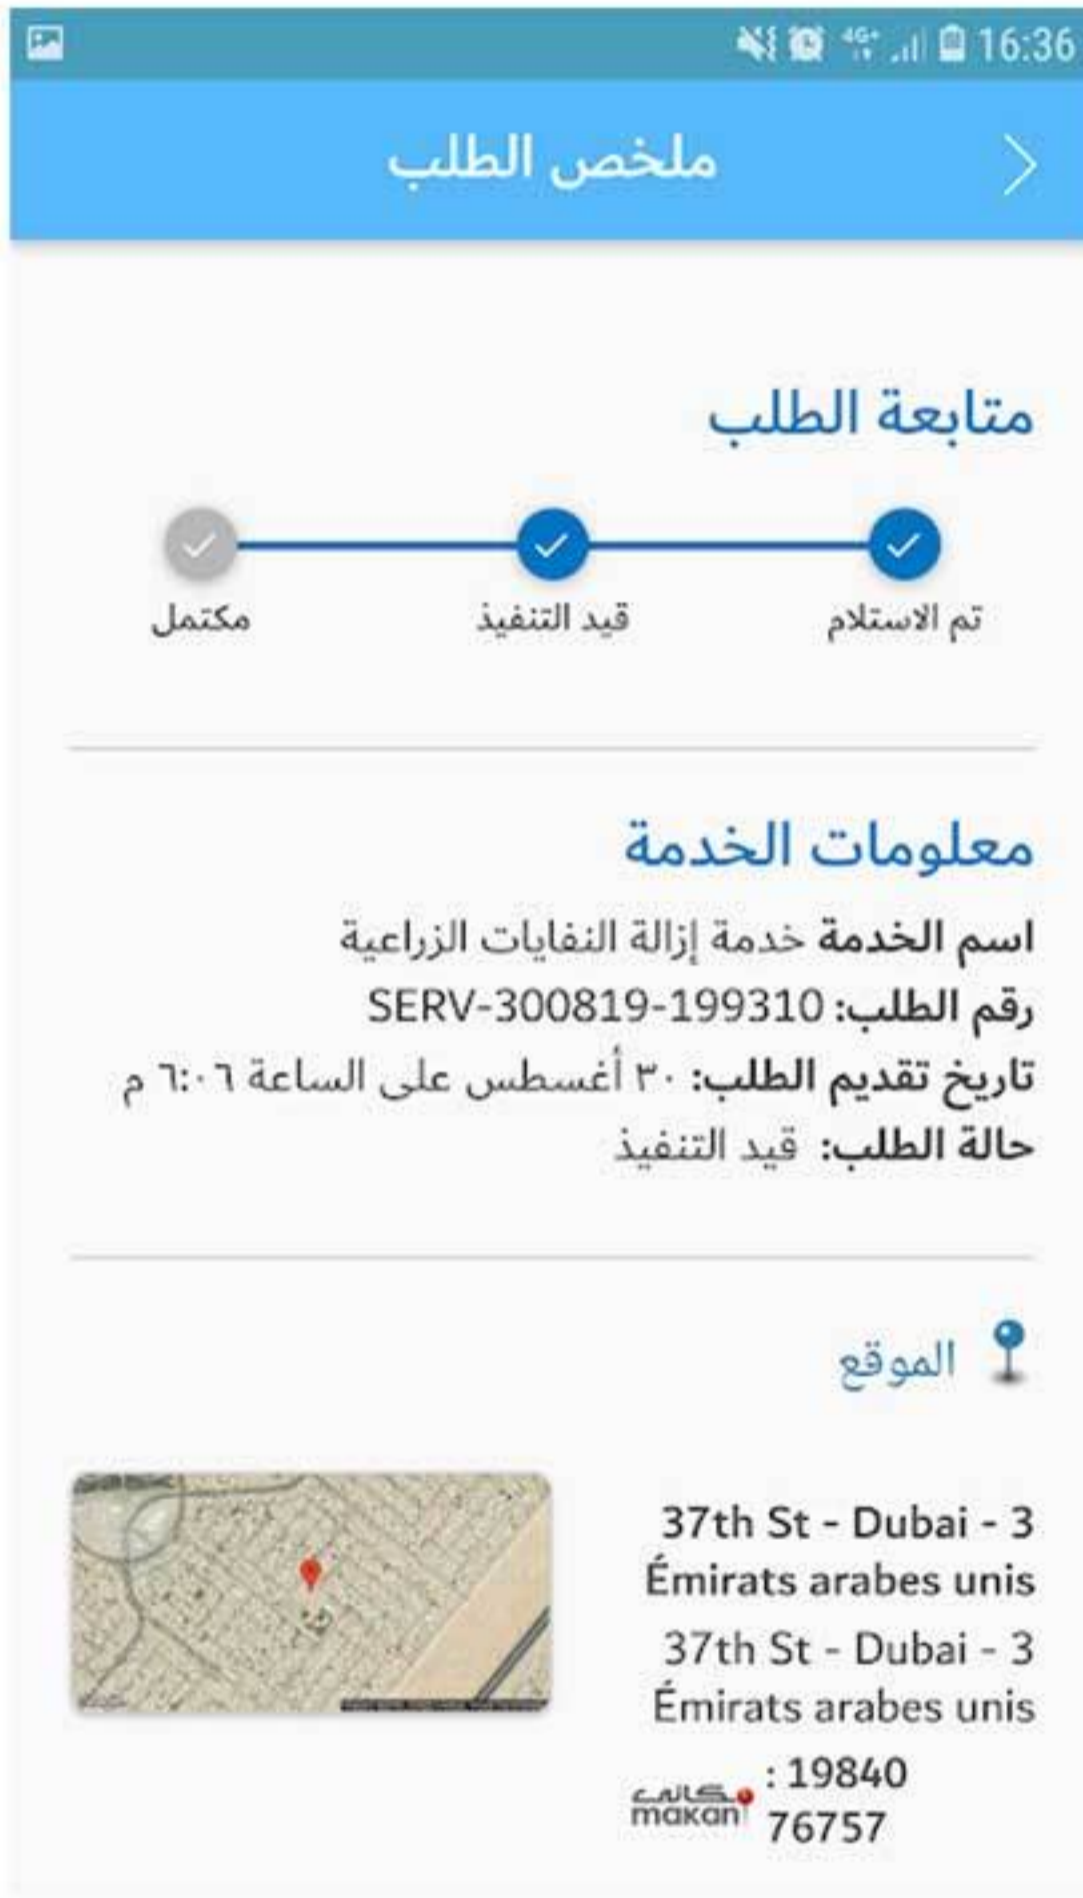 16:36
ملخص الطلب
متابعة الطلب
تم الاستلام
قيد التنفيذ
مكتمل
معلومات الخدمة
اسم الخدمة خدمة إزالة النفايات الزراعية
رقم الطلب: SERV-300819-199310
تاريخ تقديم الطلب: ٣٠ أغسطس على الساعة ٦:٠٦ م
حالة الطلب: قيد التنفيذ
الموقع
37th St - Dubai - 3
Émirats arabes unis
37th St - Dubai - 3
Émirats arabes unis
مكاني
makani
: 19840
76757